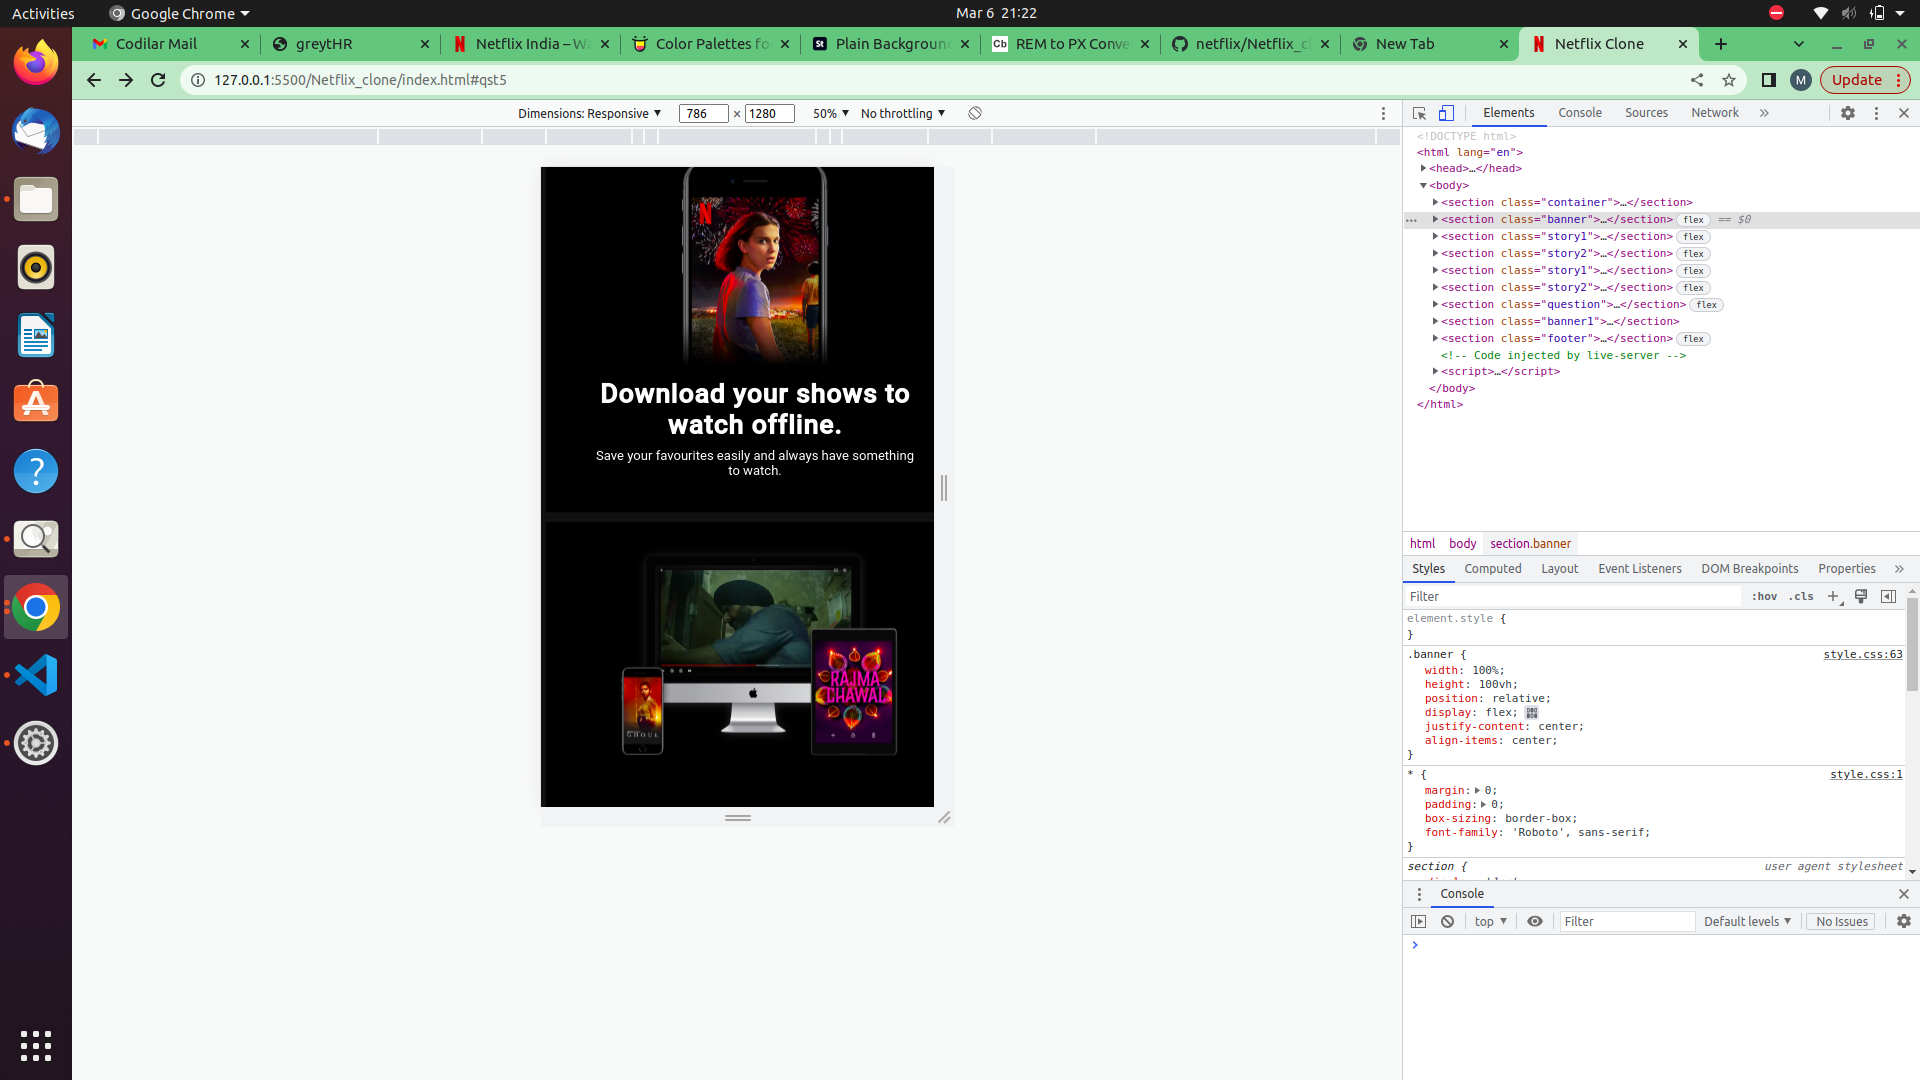 Activities
Google Chrome
Mar 6 21:22
Codilar Mail
greytHR
Netflix India – Wa
Color Palettes fo
Plain Background
REM to PX Conve
netflix/Netflix_cl
New Tab
Netflix Clone
127.0.0.1:5500/Netflix_clone/index.html#qst5
M
Update
Dimensions: Responsive
786 × 1280
50%
No throttling
Elements
Console
Sources
Network
<!DOCTYPE html>
<html lang="en">
<head>…</head>
<body>
<section class="container">…</section>
<section class="banner">…</section> flex == $0
<section class="story1">…</section> flex
<section class="story2">…</section> flex
<section class="story1">…</section> flex
<section class="story2">…</section> flex
<section class="question">…</section> flex
<section class="banner1">…</section>
<section class="footer">…</section> flex
<!-- Code injected by live-server -->
<script>…</script>
</body>
</html>
Download your shows to
watch offline.
Save your favourites easily and always have something
to watch.
RAJMA
CHAWAL
GHOUL
html body section.banner
Styles
Computed
Layout
Event Listeners
DOM Breakpoints
Properties
Filter
:hov .cls
element.style {
}
.banner {
style.css:63
width: 100%;
height: 100vh;
position: relative;
display: flex;
justify-content: center;
align-items: center;
}
* {
style.css:1
margin: 0;
padding: 0;
box-sizing: border-box;
font-family: 'Roboto', sans-serif;
}
section {
user agent stylesheet
Console
top
Filter
Default levels
No Issues